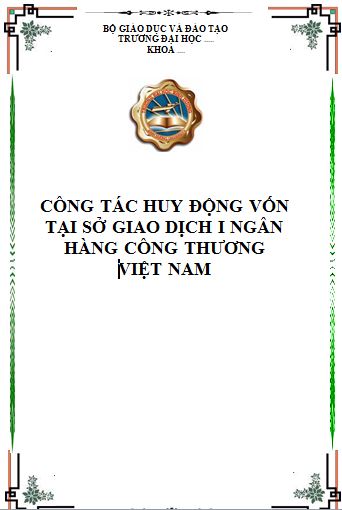 BỘ GIÁO DỤC VÀ ĐÀO TẠO
TRƯỜNG ĐẠI HỌC .....
KHOA ....
CÔNG TÁC HUY ĐỘNG VỐN
TẠI SỞ GIAO DỊCH I NGÂN
HÀNG CÔNG THƯƠNG
VIỆT NAM